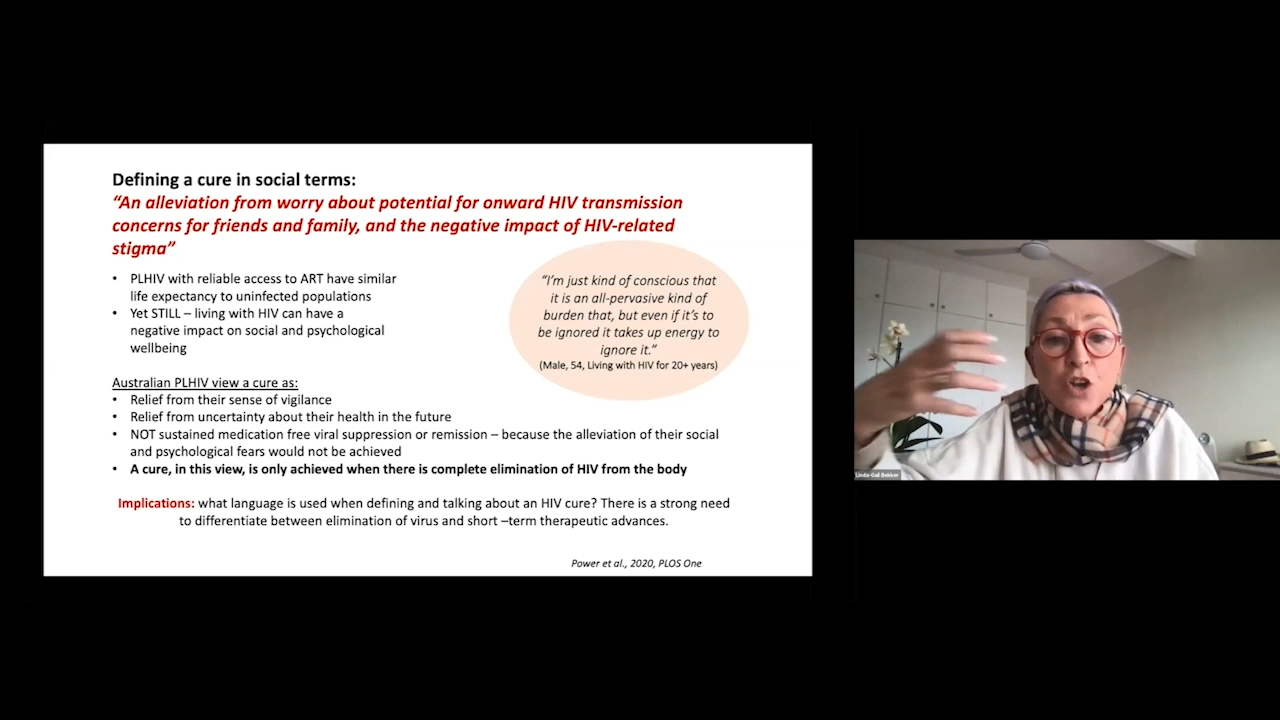 Defining a cure in social terms:
“An alleviation from worry about potential for onward HIV transmission
concerns for friends and family, and the negative impact of HIV-related
stigma”
• PLHIV with reliable access to ART have similar
life expectancy to uninfected populations
• Yet STILL – living with HIV can have a
negative impact on social and psychological
wellbeing
“I’m just kind of conscious that
it is an all-pervasive kind of
burden that, but even if it’s to
be ignored it takes up energy to
ignore it.”
(Male, 54, Living with HIV for 20+ years)
Australian PLHIV view a cure as:
• Relief from their sense of vigilance
• Relief from uncertainty about their health in the future
• NOT sustained medication free viral suppression or remission – because the alleviation of their social
and psychological fears would not be achieved
• A cure, in this view, is only achieved when there is complete elimination of HIV from the body
Implications: what language is used when defining and talking about an HIV cure? There is a strong need
to differentiate between elimination of virus and short –term therapeutic advances.
Power et al., 2020, PLOS One
Linda-Gail Bekker